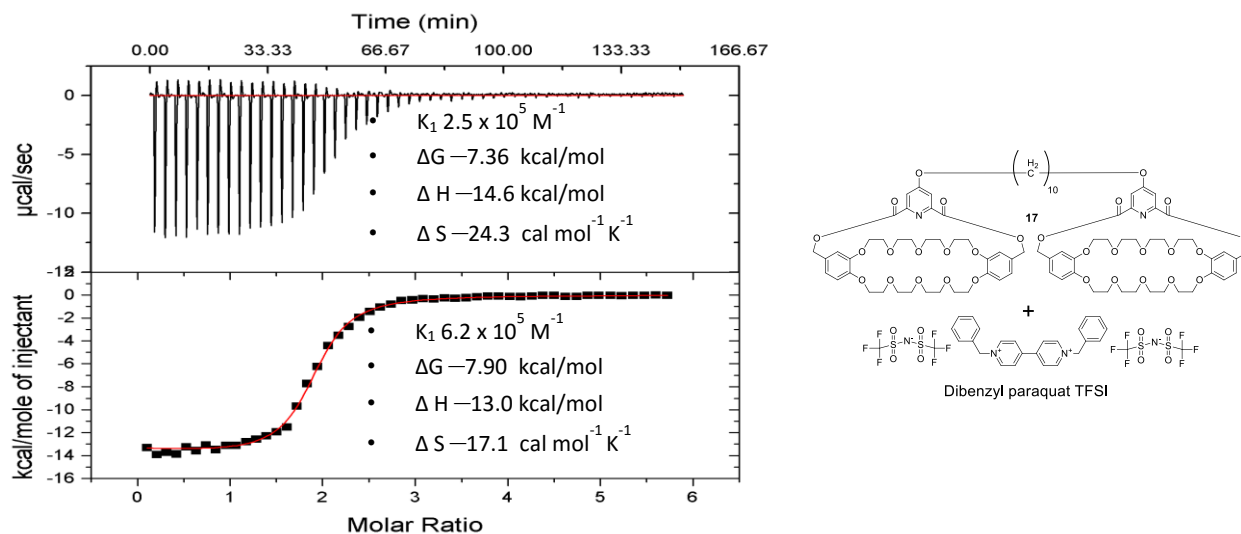 Time (min)
0.00 33.33 66.67 100.00 133.33 166.67
0
-5
-10
-15
µcal/sec
• K₁ 2.5 x 10⁵ M⁻¹
• ΔG —7.36 kcal/mol
• Δ H —14.6 kcal/mol
• Δ S —24.3 cal mol⁻¹ K⁻¹
2
0
-2
-4
-6
-8
-10
-12
-14
-16
kcal/mole of injectant
• K₁ 6.2 x 10⁵ M⁻¹
• ΔG —7.90 kcal/mol
• Δ H —13.0 kcal/mol
• Δ S —17.1 cal mol⁻¹ K⁻¹
0 1 2 3 4 5 6
Molar Ratio
O (H₂ C)10 O
O C N C O 17 O C N C O
O O O
O O O O O O O O O O
O O O O O O O O O O
+
F F F S O O N⁻ S O O F F F N⁺ N⁺ F F F S O O N⁻ S O O F F F
Dibenzyl paraquat TFSI